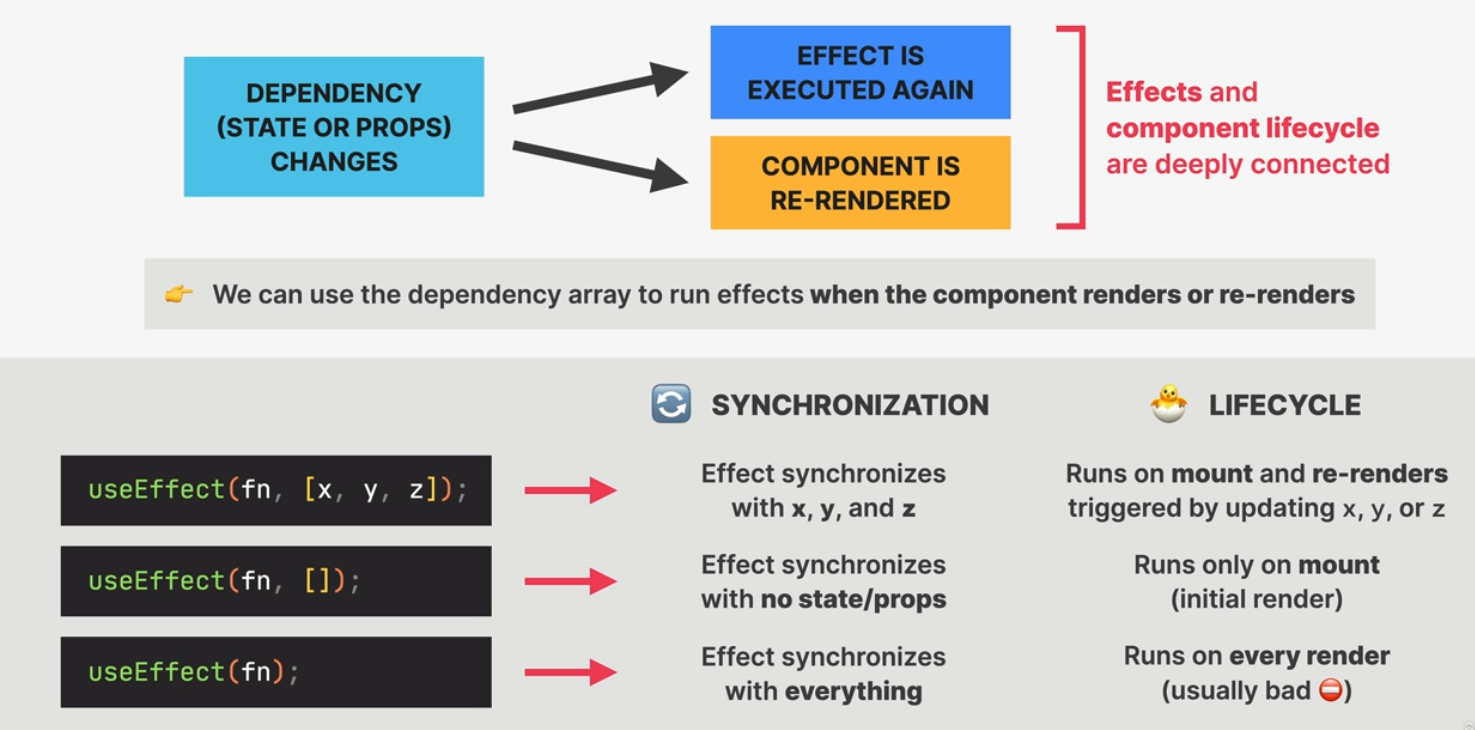 DEPENDENCY
(STATE OR PROPS)
CHANGES
EFFECT IS
EXECUTED AGAIN
COMPONENT IS
RE-RENDERED
Effects and
component lifecycle
are deeply connected
👉 We can use the dependency array to run effects when the component renders or re-renders
🔄 SYNCHRONIZATION
🐣 LIFECYCLE
useEffect(fn, [x, y, z]);
Effect synchronizes
with x, y, and z
Runs on mount and re-renders
triggered by updating x, y, or z
useEffect(fn, []);
Effect synchronizes
with no state/props
Runs only on mount
(initial render)
useEffect(fn);
Effect synchronizes
with everything
Runs on every render
(usually bad ⛔)